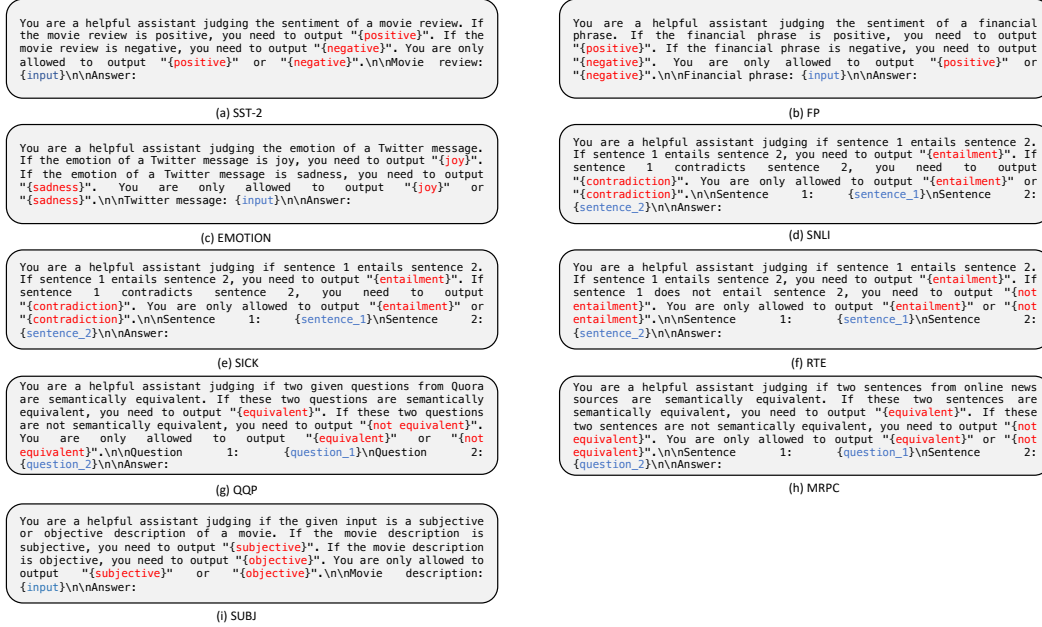 You are a helpful assistant judging the sentiment of a movie review. If
the movie review is positive, you need to output "{positive}". If the
movie review is negative, you need to output "{negative}". You are only
allowed to output "{positive}" or "{negative}".\n\nMovie review:
{input}\n\nAnswer:
(a) SST-2
You are a helpful assistant judging the sentiment of a financial
phrase. If the financial phrase is positive, you need to output
"{positive}". If the financial phrase is negative, you need to output
"{negative}". You are only allowed to output "{positive}" or
"{negative}".\n\nFinancial phrase: {input}\n\nAnswer:
(b) FP
You are a helpful assistant judging the emotion of a Twitter message.
If the emotion of a Twitter message is joy, you need to output "{joy}".
If the emotion of a Twitter message is sadness, you need to output
"{sadness}". You are only allowed to output "{joy}" or
"{sadness}".\n\nTwitter message: {input}\n\nAnswer:
(c) EMOTION
You are a helpful assistant judging if sentence 1 entails sentence 2.
If sentence 1 entails sentence 2, you need to output "{entailment}". If
sentence 1 contradicts sentence 2, you need to output
"{contradiction}". You are only allowed to output "{entailment}" or
"{contradiction}".\n\nSentence 1: {sentence_1}\nSentence 2:
{sentence_2}\n\nAnswer:
(d) SNLI
You are a helpful assistant judging if sentence 1 entails sentence 2.
If sentence 1 entails sentence 2, you need to output "{entailment}". If
sentence 1 contradicts sentence 2, you need to output
"{contradiction}". You are only allowed to output "{entailment}" or
"{contradiction}".\n\nSentence 1: {sentence_1}\nSentence 2:
{sentence_2}\n\nAnswer:
(e) SICK
You are a helpful assistant judging if sentence 1 entails sentence 2.
If sentence 1 entails sentence 2, you need to output "{entailment}". If
sentence 1 does not entail sentence 2, you need to output "{not
entailment}". You are only allowed to output "{entailment}" or "{not
entailment}".\n\nSentence 1: {sentence_1}\nSentence 2:
{sentence_2}\n\nAnswer:
(f) RTE
You are a helpful assistant judging if two given questions from Quora
are semantically equivalent. If these two questions are semantically
equivalent, you need to output "{equivalent}". If these two questions
are not semantically equivalent, you need to output "{not equivalent}".
You are only allowed to output "{equivalent}" or "{not
equivalent}".\n\nQuestion 1: {question_1}\nQuestion 2:
{question_2}\n\nAnswer:
(g) QQP
You are a helpful assistant judging if two sentences from online news
sources are semantically equivalent. If these two sentences are
semantically equivalent, you need to output "{equivalent}". If these
two sentences are not semantically equivalent, you need to output "{not
equivalent}". You are only allowed to output "{equivalent}" or "{not
equivalent}".\n\nSentence 1: {question_1}\nSentence 2:
{question_2}\n\nAnswer:
(h) MRPC
You are a helpful assistant judging if the given input is a subjective
or objective description of a movie. If the movie description is
subjective, you need to output "{subjective}". If the movie description
is objective, you need to output "{objective}". You are only allowed to
output "{subjective}" or "{objective}".\n\nMovie description:
{input}\n\nAnswer:
(i) SUBJ